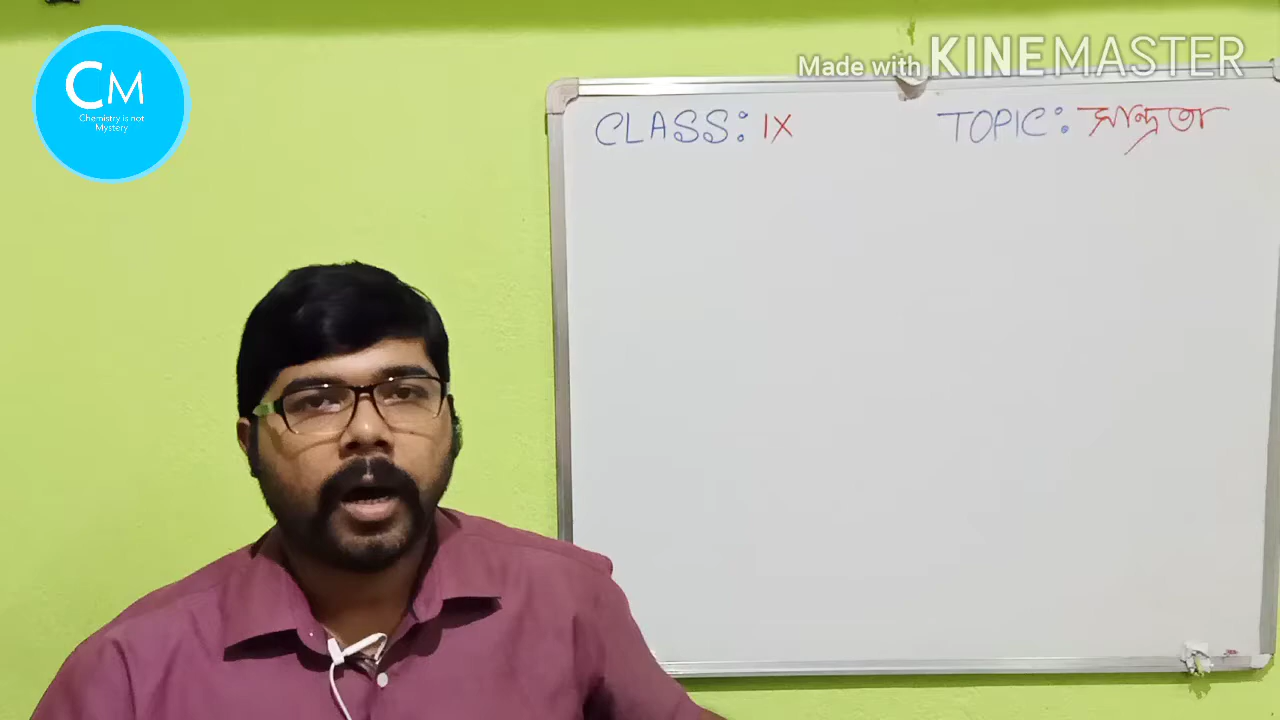 CM
Chemistry is not
Mystery
Made with KINEMASTER
CLASS: IX
TOPIC: সান্দ্রতা